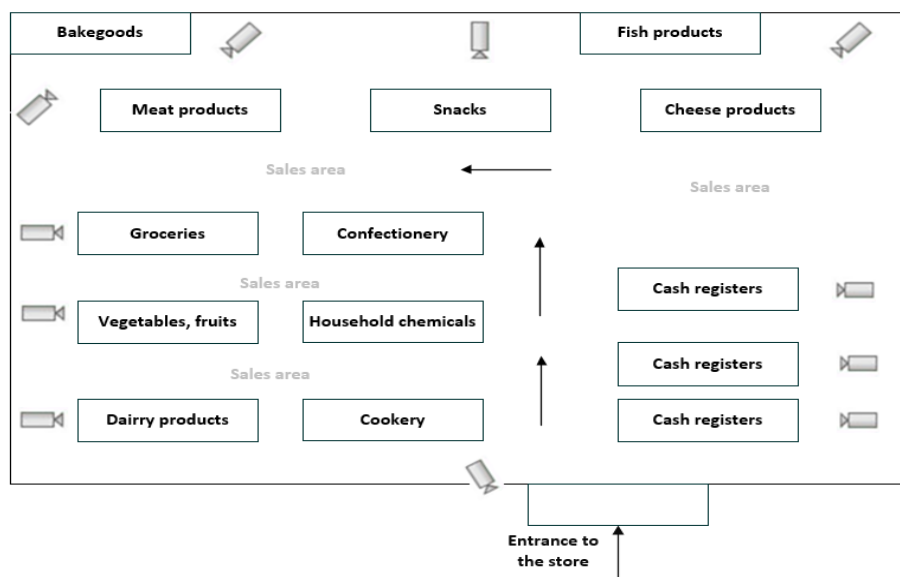 Bakegoods
Fish products
Meat products
Snacks
Cheese products
Sales area
Sales area
Groceries
Confectionery
Sales area
Cash registers
Vegetables, fruits
Household chemicals
Cash registers
Sales area
Dairry products
Cookery
Cash registers
Entrance to
the store